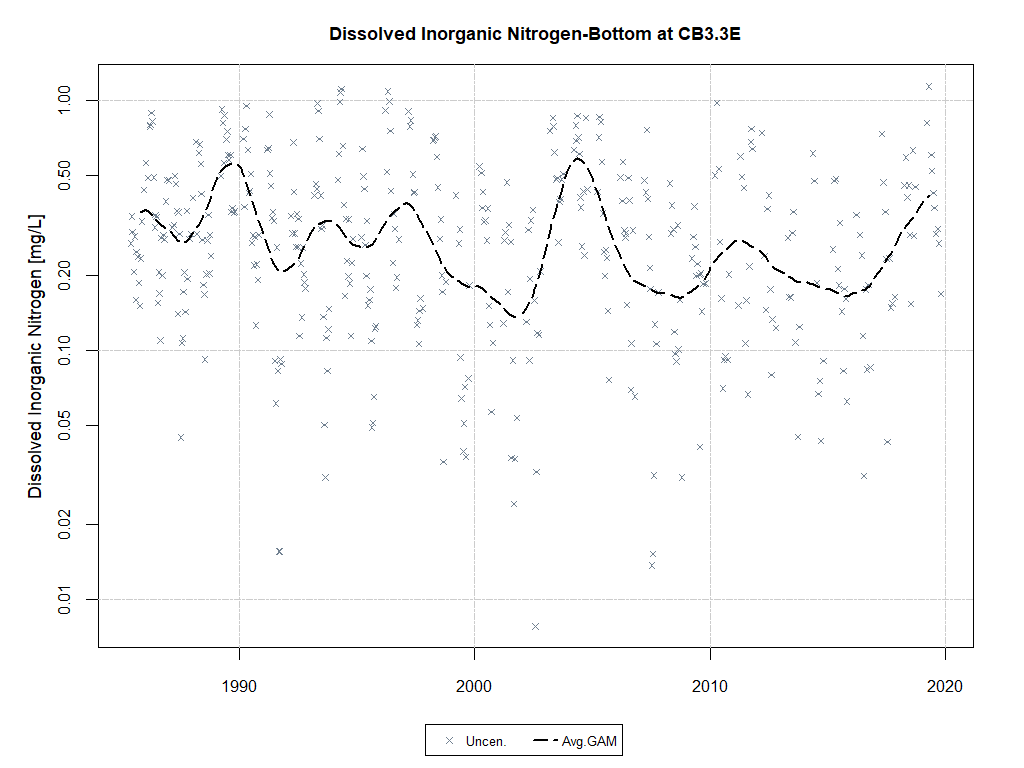 Dissolved Inorganic Nitrogen-Bottom at CB3.3E
Dissolved Inorganic Nitrogen [mg/L]
1.00
0.50
0.20
0.10
0.05
0.02
0.01
1990 2000 2010 2020
Uncen. Avg.GAM